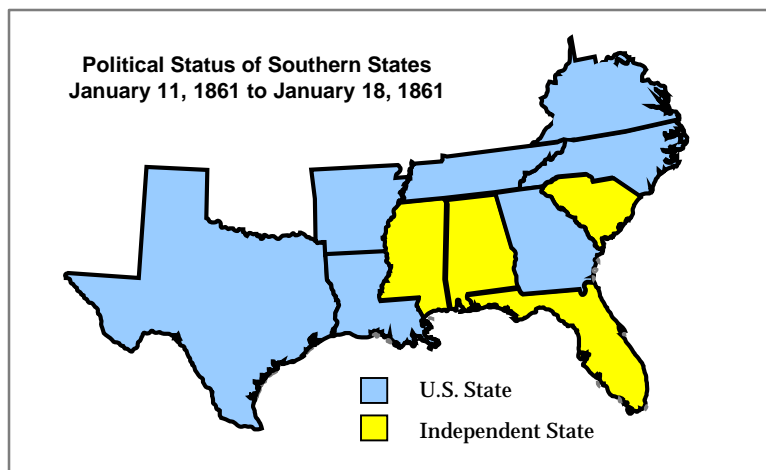 Political Status of Southern States
January 11, 1861 to January 18, 1861
U.S. State
Independent State